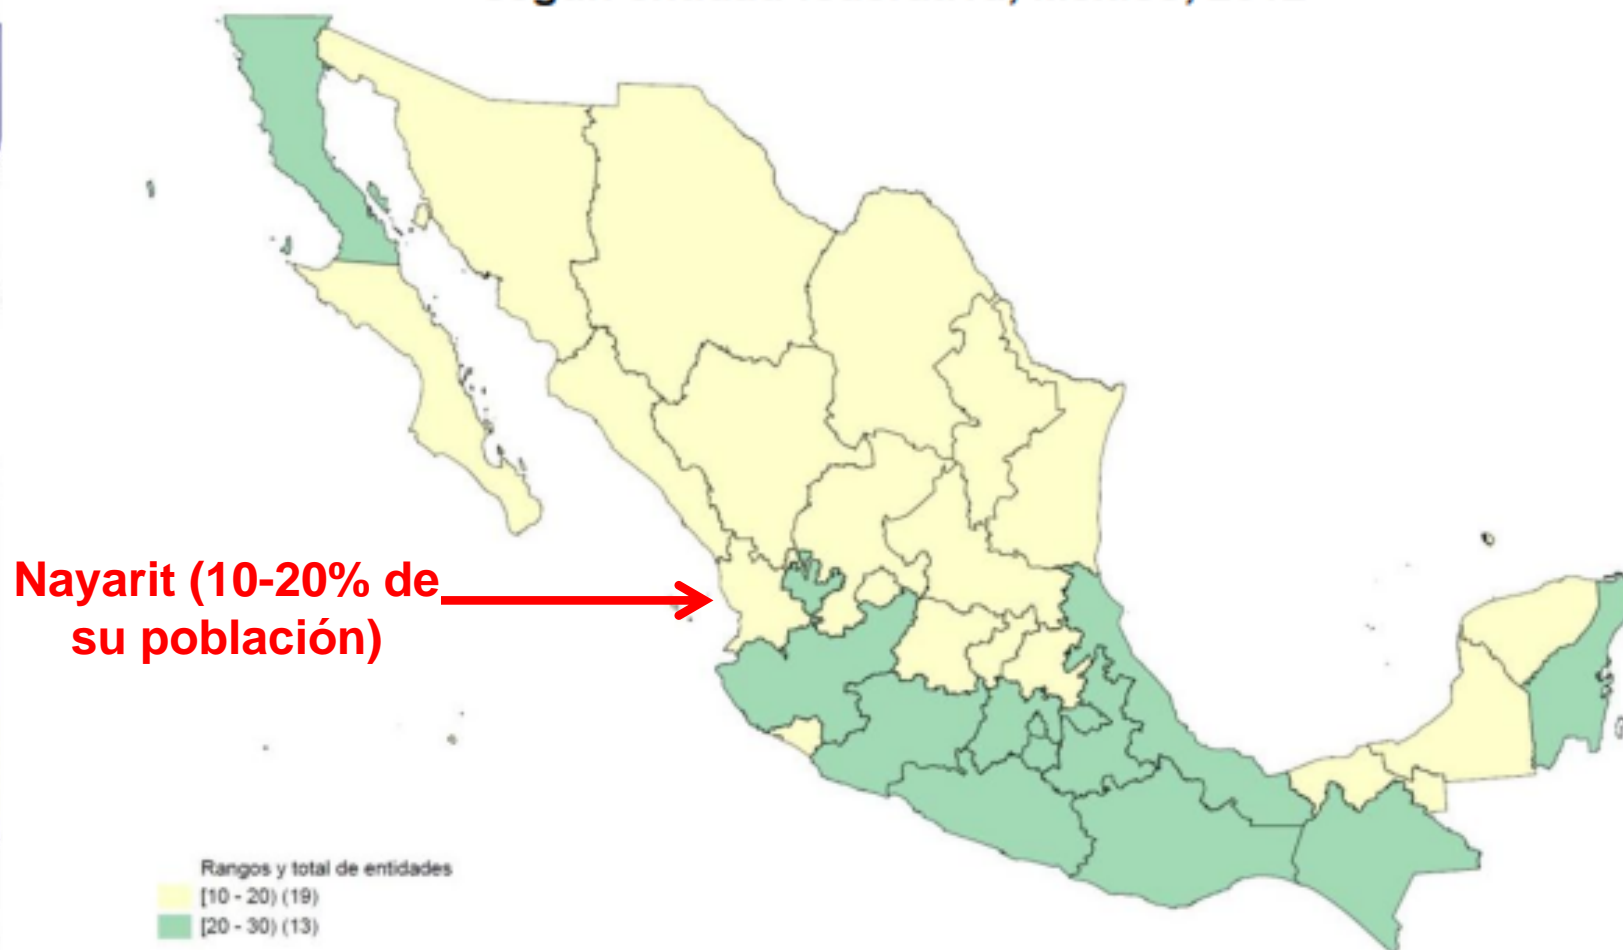 Nayarit (10-20% de
su población)
Rangos y total de entidades
[10 - 20) (19)
[20 - 30) (13)